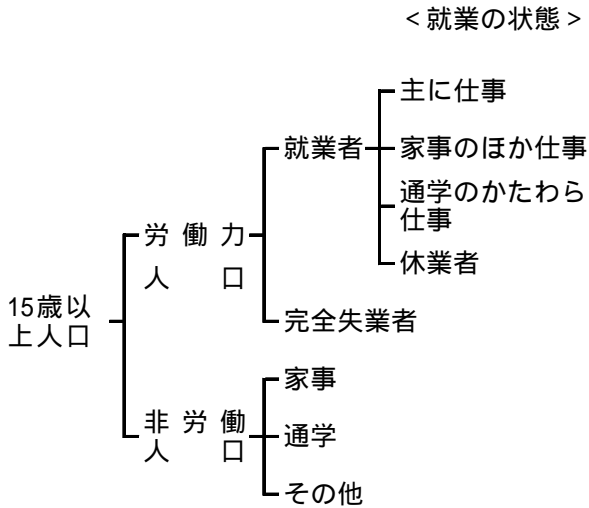 <就業の状態>
主に仕事
就業者
家事のほか仕事
通学のかたわら
仕事
労働力
人口
休業者
15歳以
上人口
完全失業者
家事
非労働
人口
通学
その他